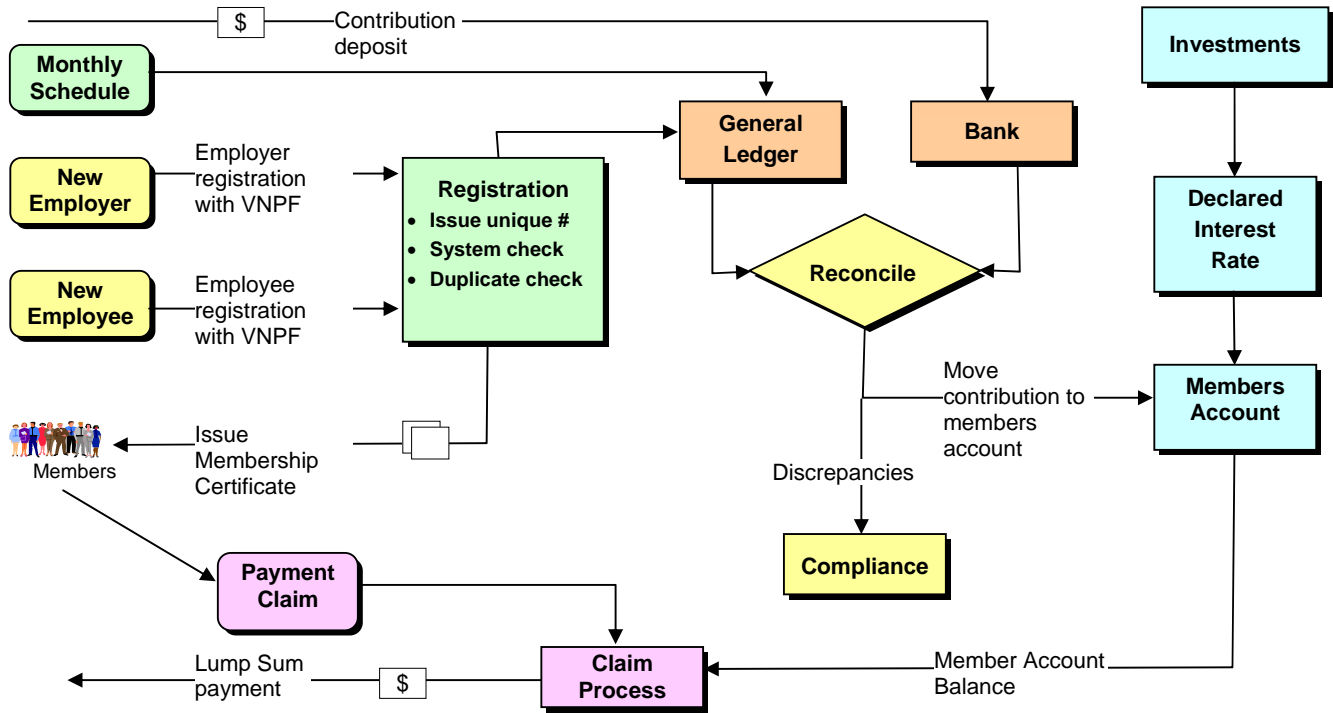 $
Contribution
deposit
Investments
Monthly
Schedule
General
Ledger
Bank
Employer
registration
with VNPF
New
Employer
Registration
• Issue unique #
• System check
• Duplicate check
Declared
Interest
Rate
Reconcile
New
Employee
Employee
registration
with VNPF
Move
contribution to
members
account
Members
Account
Members
Issue
Membership
Certificate
Discrepancies
Compliance
Payment
Claim
Lump Sum
payment
$
Claim
Process
Member Account
Balance